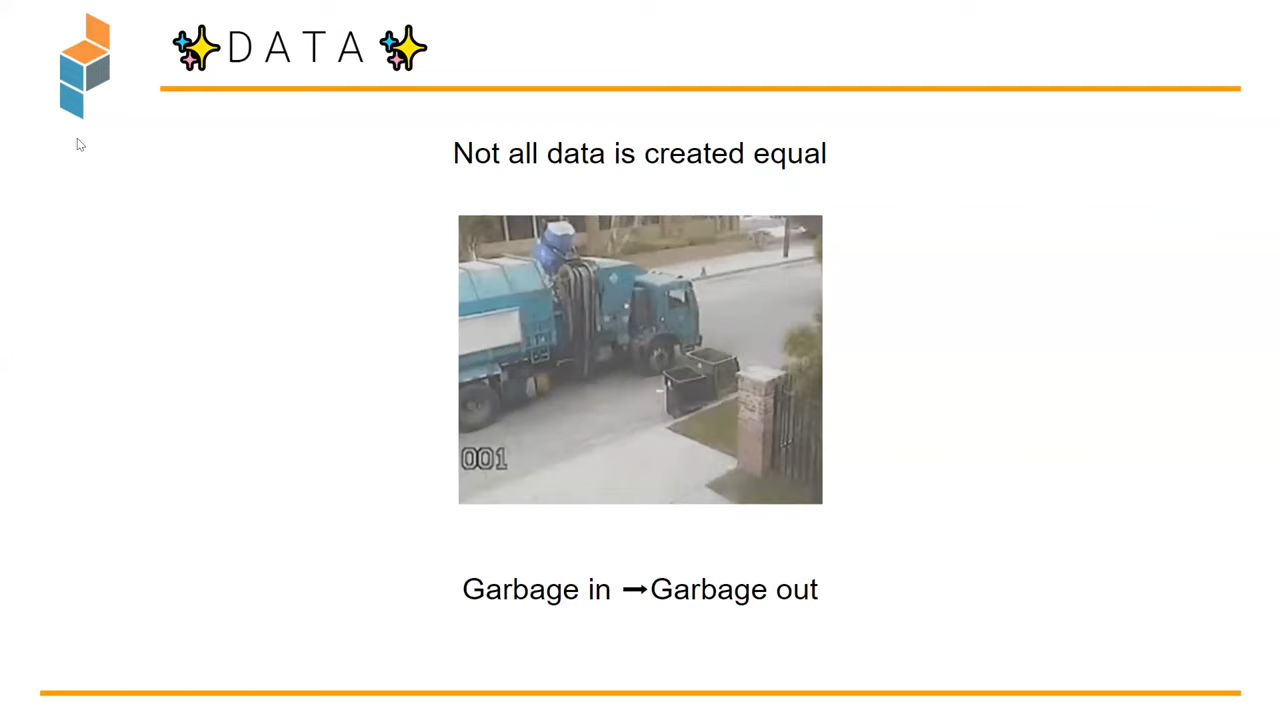 ✨DATA✨
Not all data is created equal
001
Garbage in ➞Garbage out